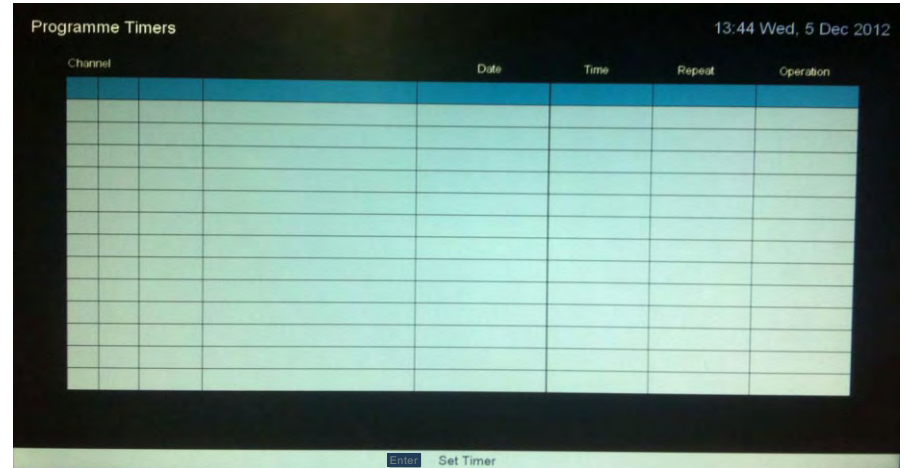 Programme Timers 13:44 Wed, 5 Dec 2012
Channel Date Time Repeat Operation
Enter Set Timer